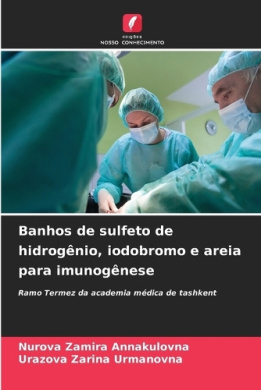 edições
NOSSO CONHECIMENTO
Banhos de sulfeto de
hidrogênio, iodobromo e areia
para imunogênese
Ramo Termez da academia médica de tashkent
Nurova Zamira Annakulovna
Urazova Zarina Urmanovna